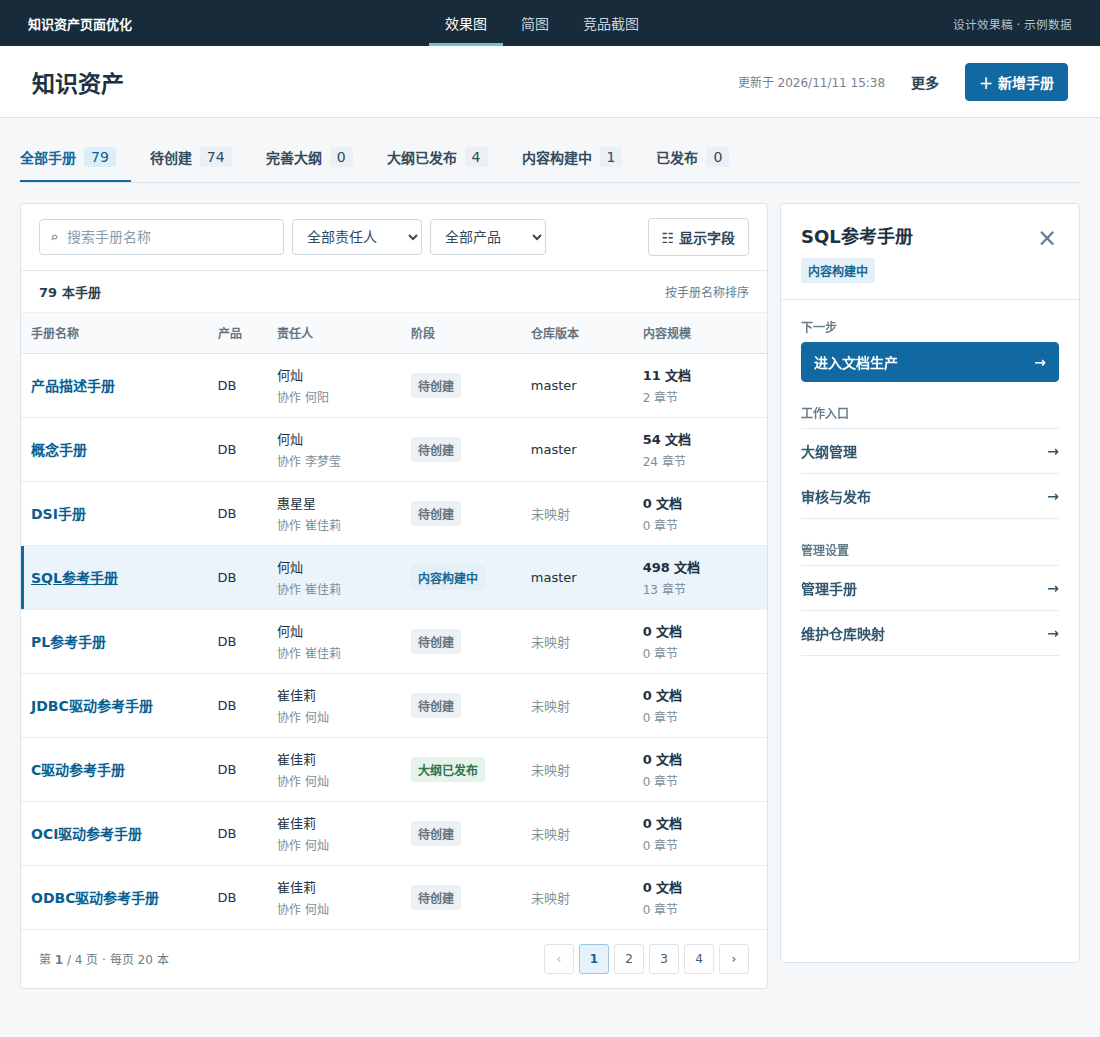 知识资产页面优化 效果图 简图 竞品截图 设计效果稿 · 示例数据
知识资产 更新于 2026/11/11 15:38 更多 + 新增手册
全部手册 79 待创建 74 完善大纲 0 大纲已发布 4 内容构建中 1 已发布 0
搜索手册名称 全部责任人 全部产品 ☷ 显示字段
79 本手册 按手册名称排序
手册名称 产品 责任人 阶段 仓库版本 内容规模
产品描述手册 DB 何灿 待创建 master 11 文档
协作 何阳 2 章节
概念手册 DB 何灿 待创建 master 54 文档
协作 李梦莹 24 章节
DSI手册 DB 惠星星 待创建 未映射 0 文档
协作 崔佳莉 0 章节
SQL参考手册 DB 何灿 内容构建中 master 498 文档
协作 崔佳莉 13 章节
PL参考手册 DB 何灿 待创建 未映射 0 文档
协作 崔佳莉 0 章节
JDBC驱动参考手册 DB 崔佳莉 待创建 未映射 0 文档
协作 何灿 0 章节
C驱动参考手册 DB 崔佳莉 大纲已发布 未映射 0 文档
协作 何灿 0 章节
OCI驱动参考手册 DB 崔佳莉 待创建 未映射 0 文档
协作 何灿 0 章节
ODBC驱动参考手册 DB 崔佳莉 待创建 未映射 0 文档
协作 何灿 0 章节
第 1 / 4 页 · 每页 20 本 ‹ 1 2 3 4 ›
SQL参考手册 ×
内容构建中
下一步
进入文档生产 →
工作入口
大纲管理 →
审核与发布 →
管理设置
管理手册 →
维护仓库映射 →